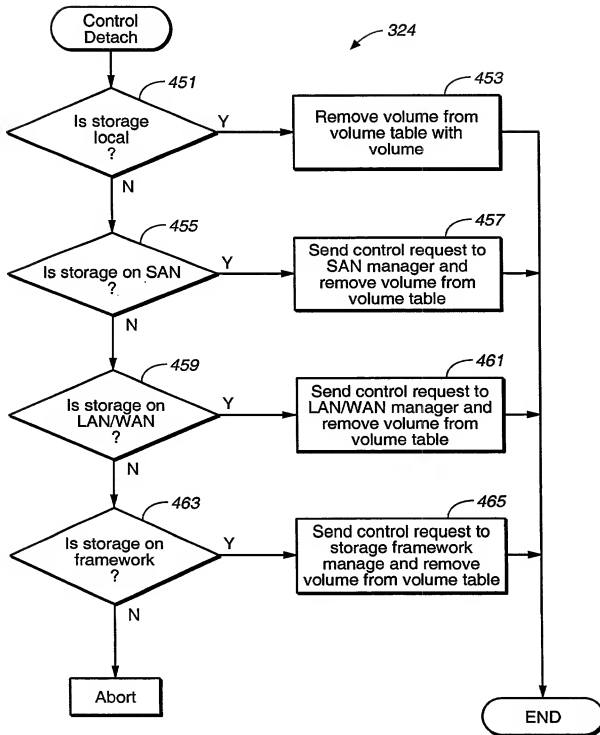 Control
Detach
324
451
Is storage
local
?
Y
N
453
Remove volume from
volume table with
volume
455
Is storage on SAN
?
Y
N
457
Send control request to
SAN manager and
remove volume from
volume table
459
Is storage on
LAN/WAN
?
Y
N
461
Send control request to
LAN/WAN manager and
remove volume from
volume table
463
Is storage on
framework
?
Y
N
465
Send control request to
storage framework
manage and remove
volume from volume table
Abort
END